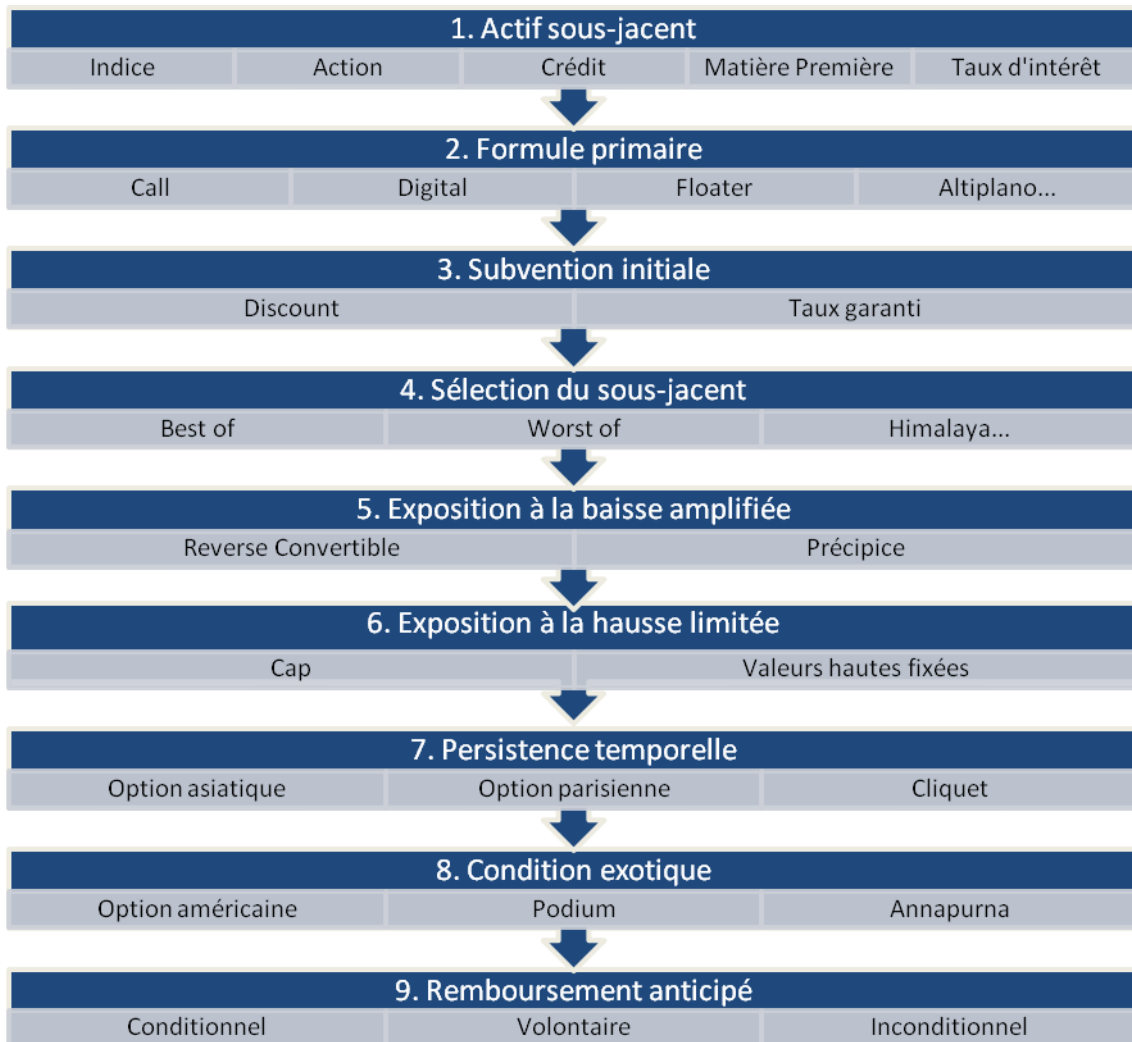 1. Actif sous-jacent
Indice Action Crédit Matière Première Taux d'intérêt
2. Formule primaire
Call Digital Floater Altiplano...
3. Subvention initiale
Discount Taux garanti
4. Sélection du sous-jacent
Best of Worst of Himalaya...
5. Exposition à la baisse amplifiée
Reverse Convertible Précipice
6. Exposition à la hausse limitée
Cap Valeurs hautes fixées
7. Persistence temporelle
Option asiatique Option parisienne Cliquet
8. Condition exotique
Option américaine Podium Annapurna
9. Remboursement anticipé
Conditionnel Volontaire Inconditionnel